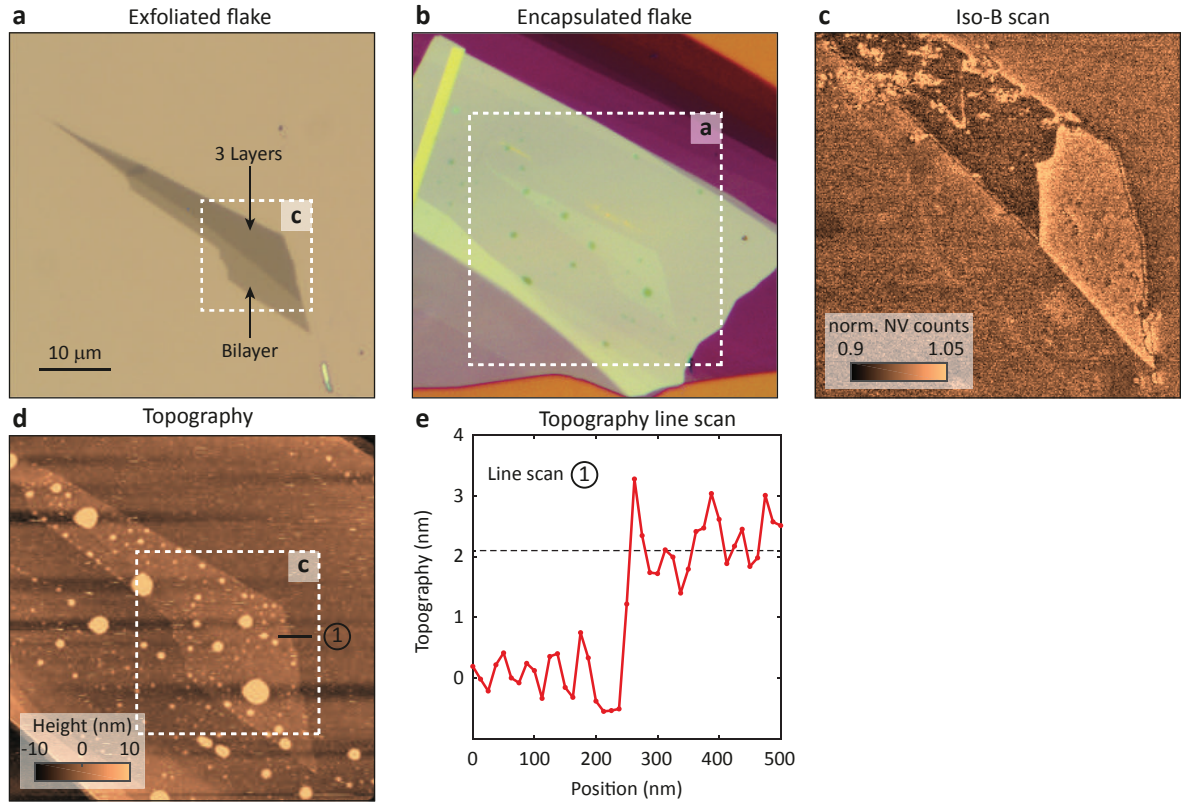 a Exfoliated flake
3 Layers
c
Bilayer
10 µm
b Encapsulated flake
a
c Iso-B scan
norm. NV counts
0.9 1.05
d Topography
c
1
Height (nm)
-10 0 10
e Topography line scan
Line scan 1
Topography (nm)
4
3
2
1
0
0 100 200 300 400 500
Position (nm)